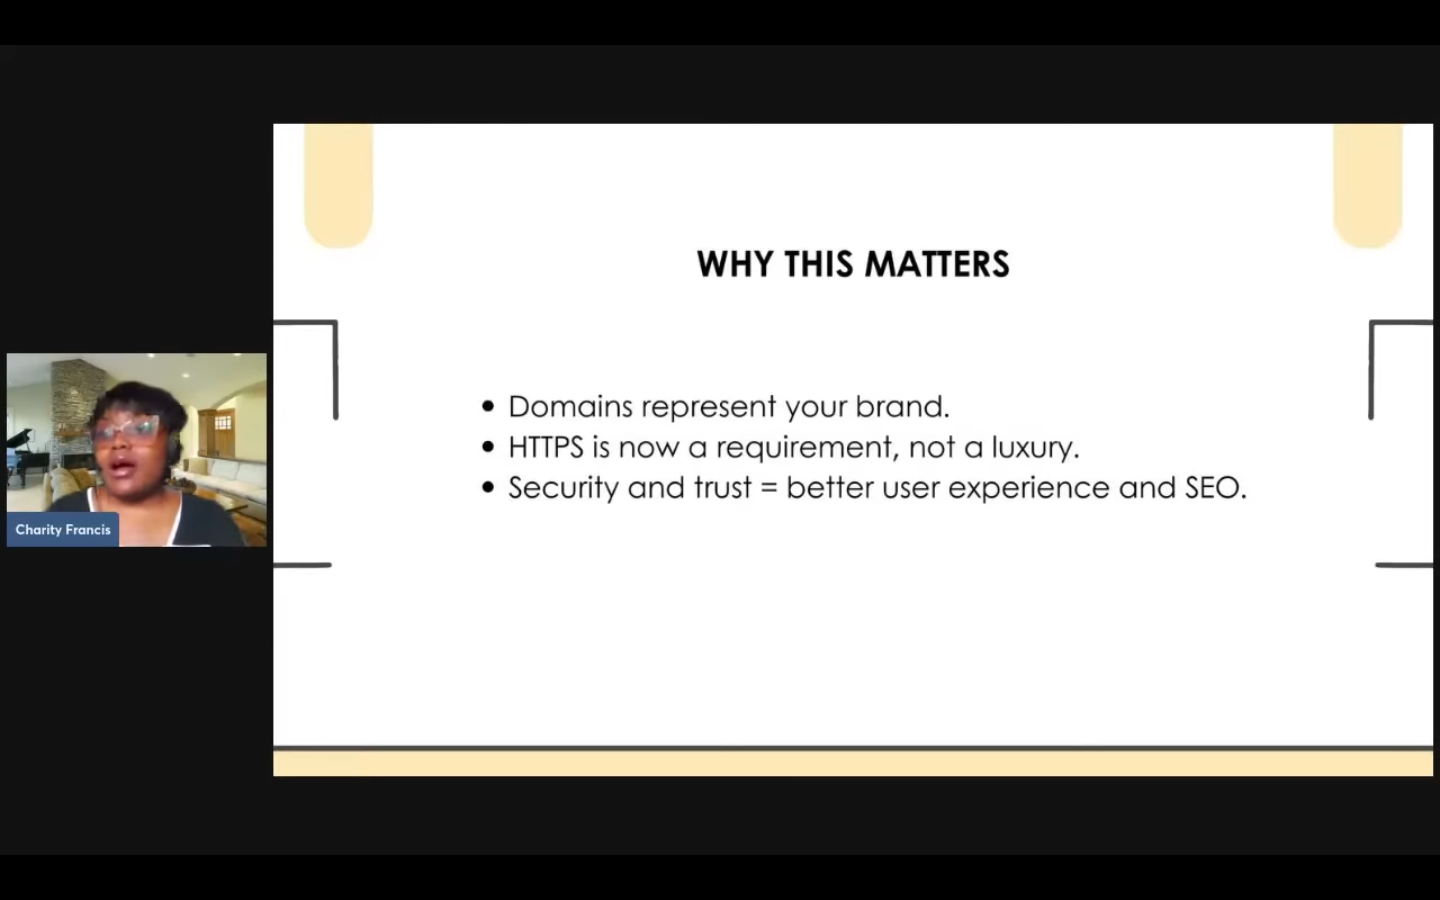 WHY THIS MATTERS
• Domains represent your brand.
• HTTPS is now a requirement, not a luxury.
• Security and trust = better user experience and SEO.
Charity Francis